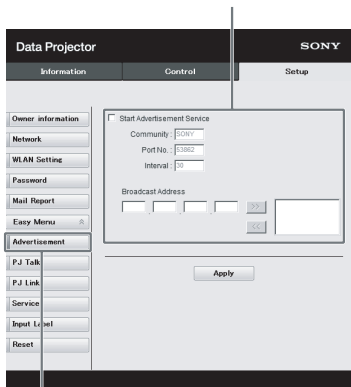 Data Projector SONY
Information Control Setup
Owner information
Network
WLAN Setting
Password
Mail Report
Easy Menu
Advertisement
PJ Talk
PJ Link
Service
Input Label
Reset
Start Advertisement Service
Community: SONY
Port No.: 53862
Interval: 30
Broadcast Address
. . .
>>
<<
Apply